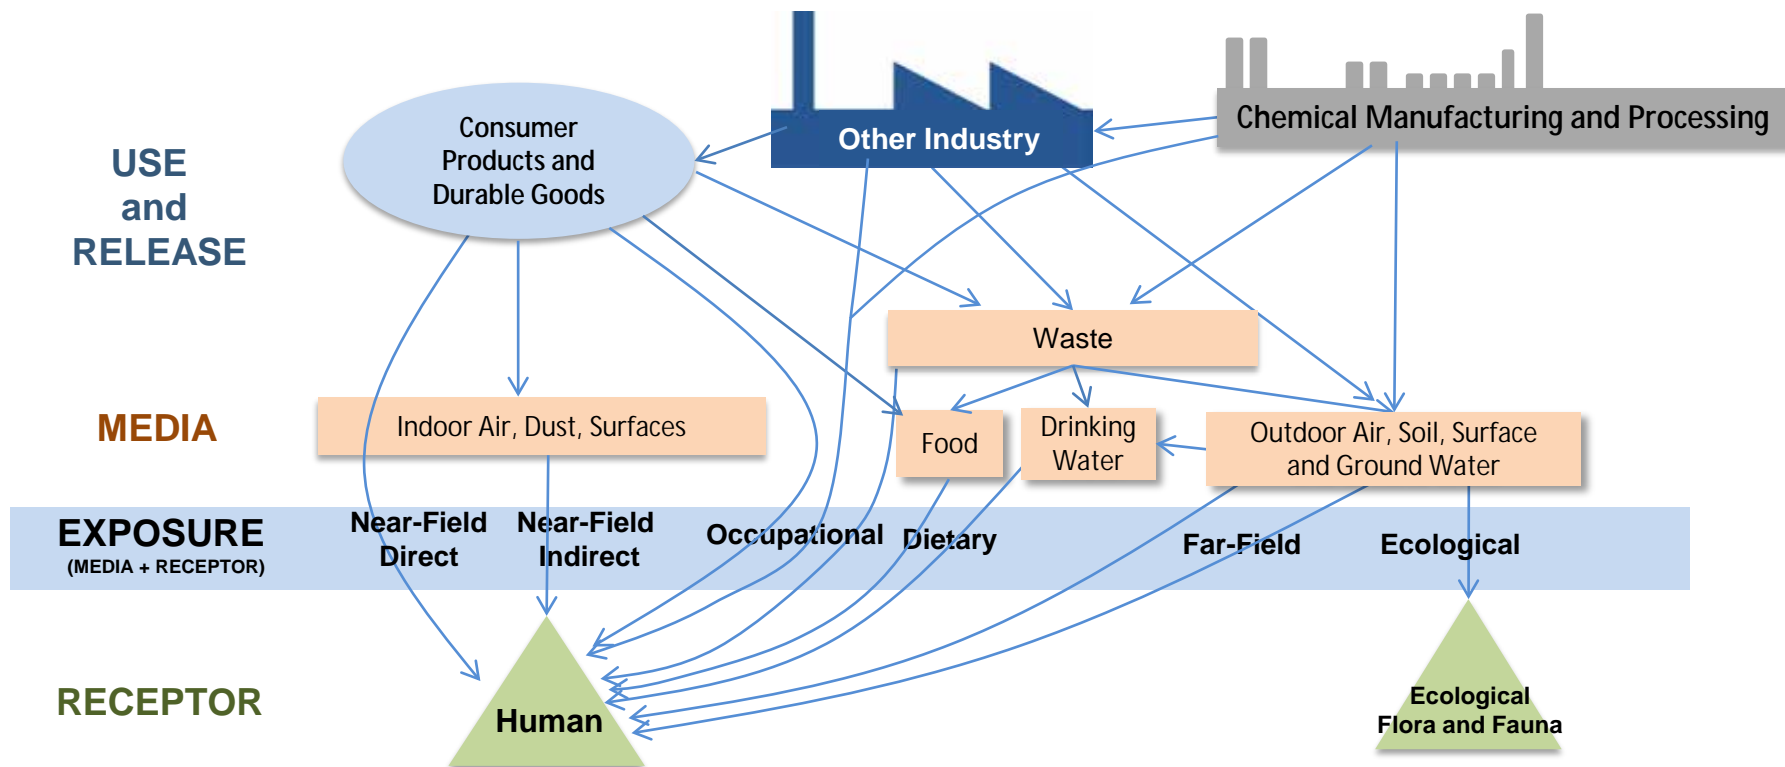 Consumer
Products and
Durable Goods
Other Industry
Chemical Manufacturing and Processing
USE
and
RELEASE
Waste
MEDIA
Indoor Air, Dust, Surfaces
Food
Drinking
Water
Outdoor Air, Soil, Surface
and Ground Water
EXPOSURE
(MEDIA + RECEPTOR)
Near-Field
Direct
Near-Field
Indirect
Occupational
Dietary
Far-Field
Ecological
RECEPTOR
Human
Ecological
Flora and Fauna